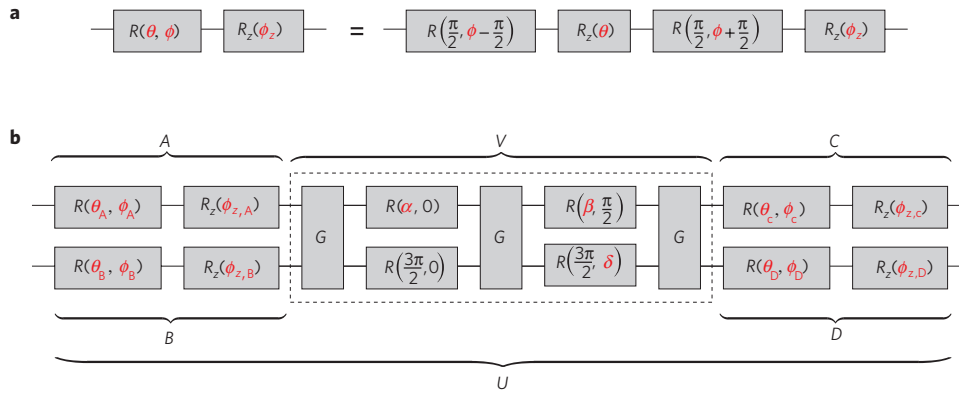 a
R(θ, ϕ) R_z(ϕ_z) = R(π/2, ϕ − π/2) R_z(θ) R(π/2, ϕ + π/2) R_z(ϕ_z)
b
A V C
R(θ_A, ϕ_A) R_z(ϕ_z,A) R(α, 0) R(β, π/2) R(θ_c, ϕ_c) R_z(ϕ_z,c)
G G G
R(θ_B, ϕ_B) R_z(ϕ_z,B) R(3π/2, 0) R(3π/2, δ) R(θ_D, ϕ_D) R_z(ϕ_z,D)
B D
U